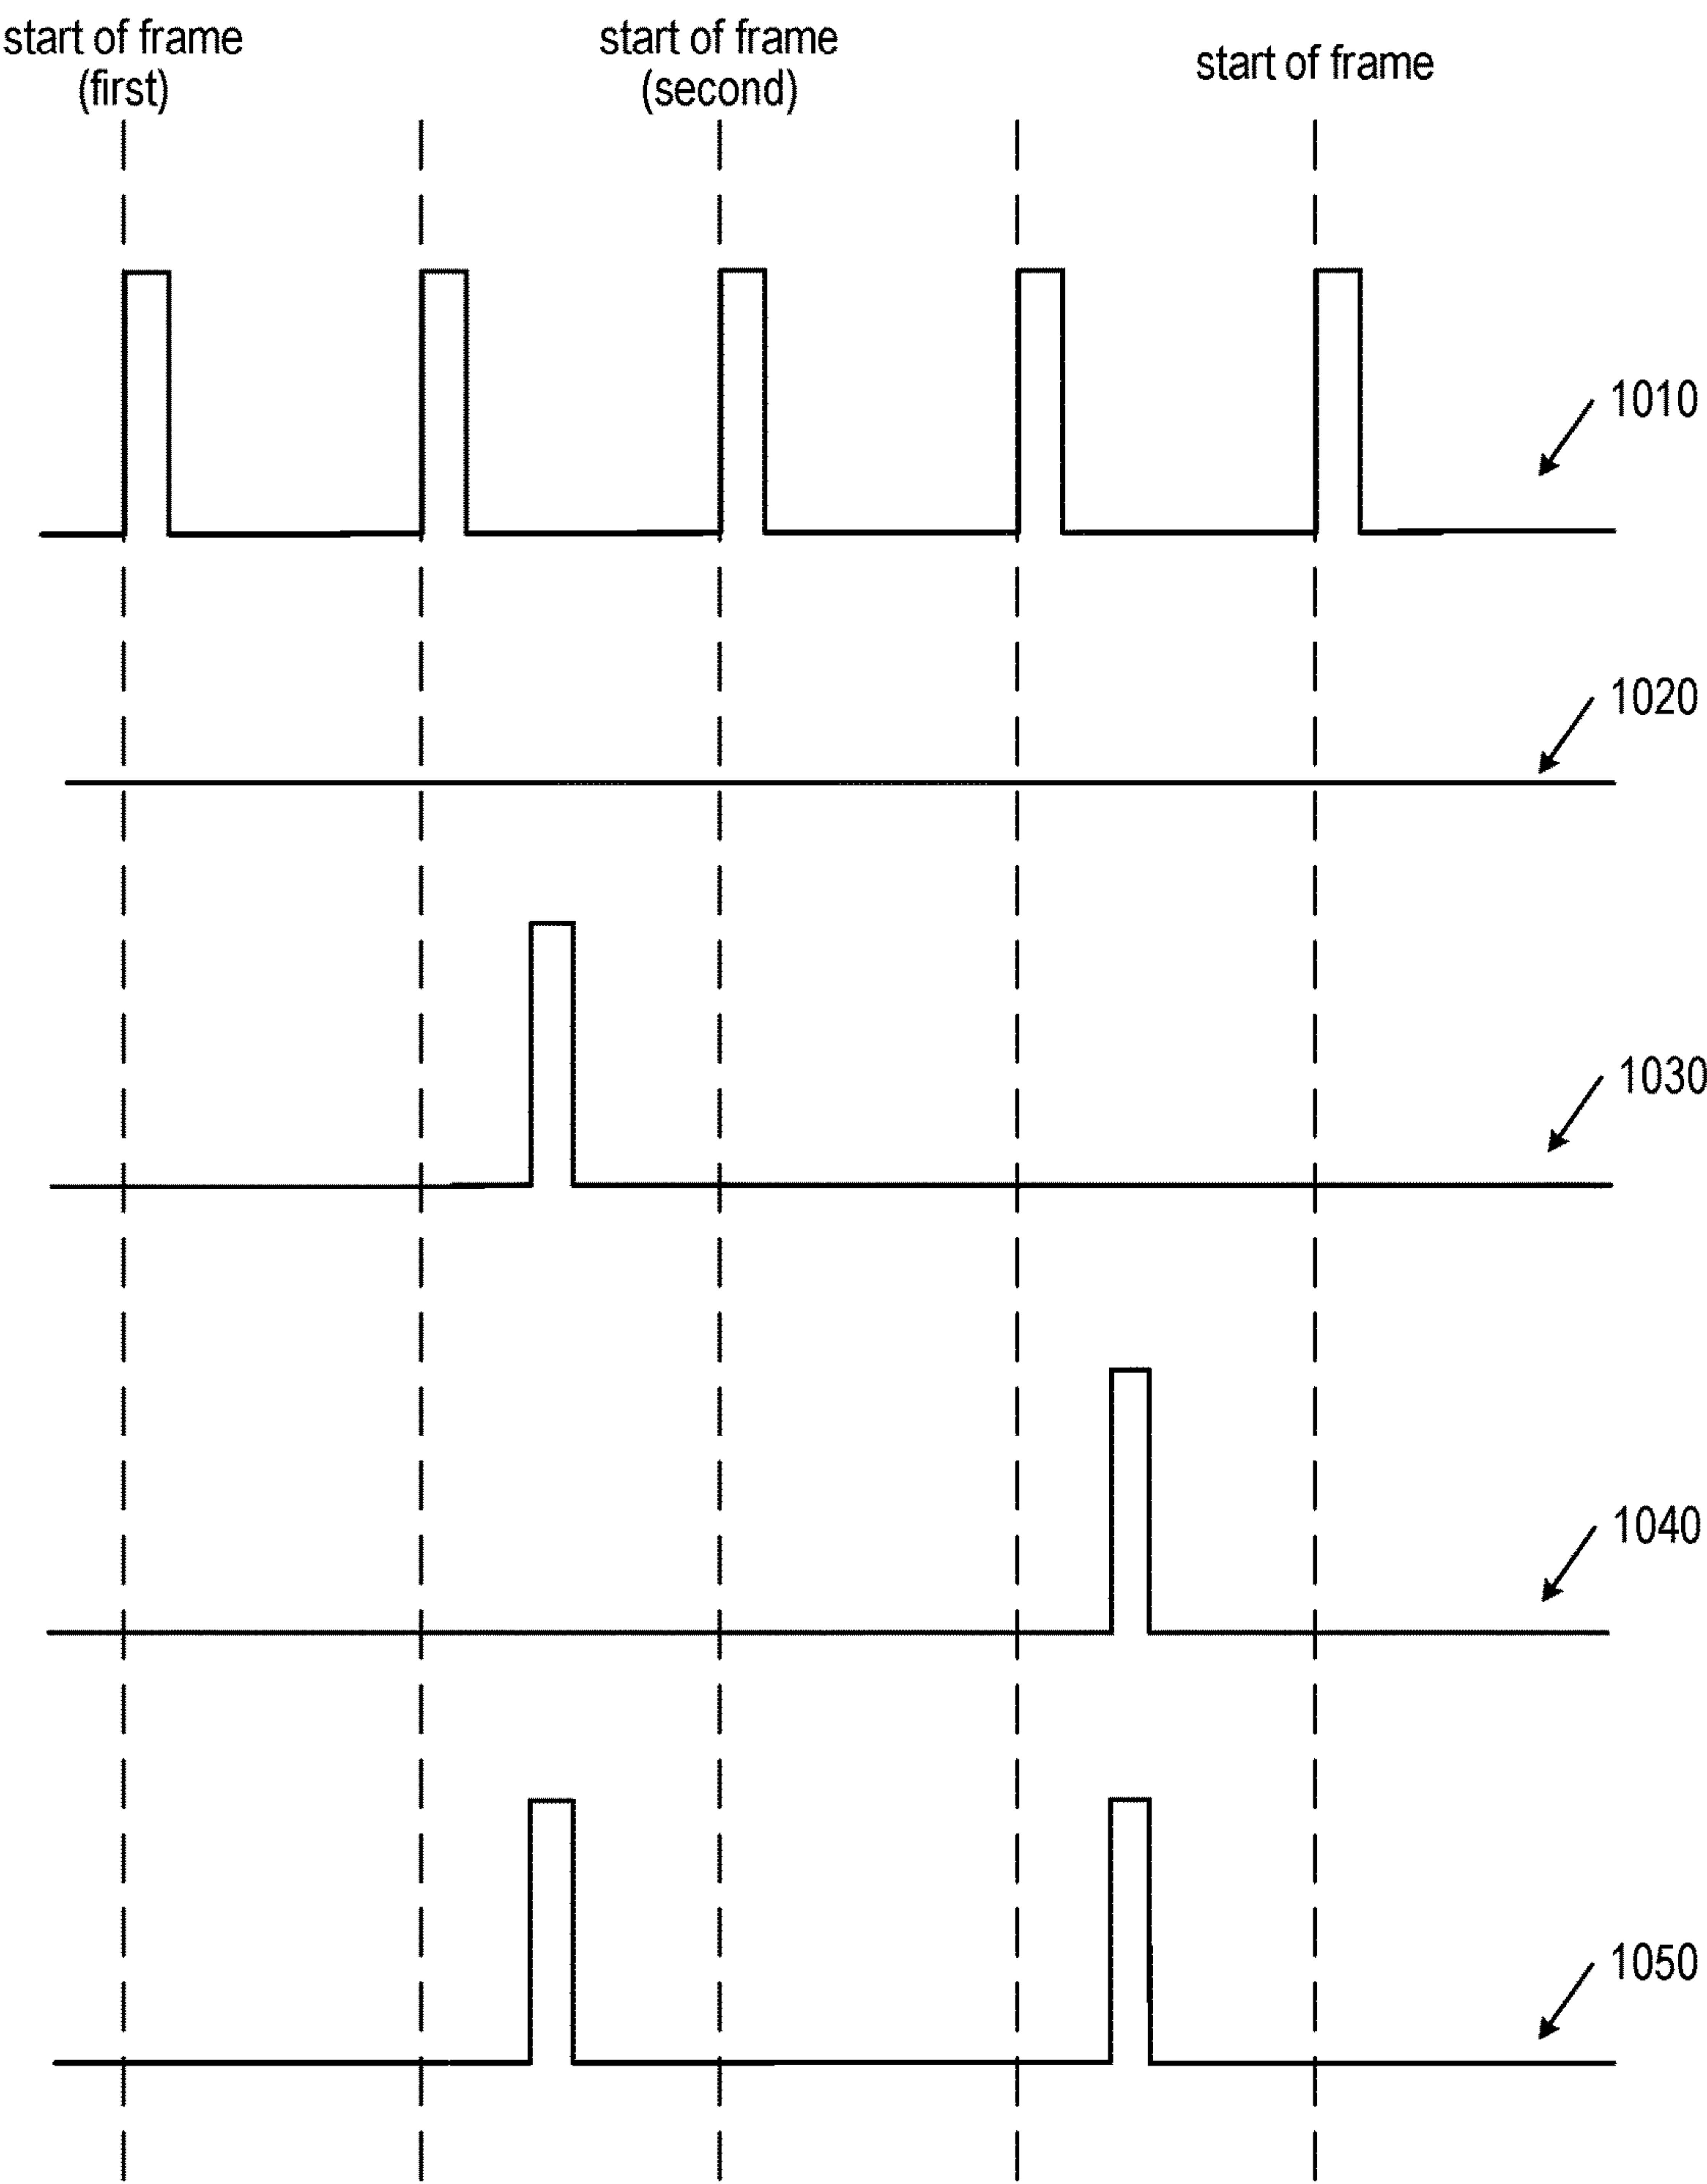 start of frame
(first)
start of frame
(second)
start of frame
1010
1020
1030
1040
1050